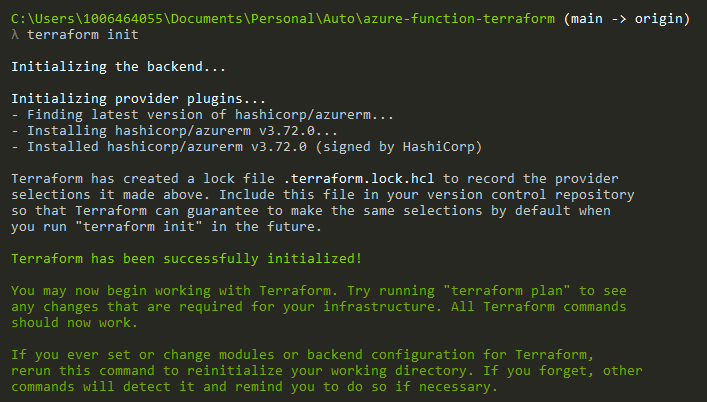 C:\Users\1006464055\Documents\Personal\Auto\azure-function-terraform (main -> origin)
λ terraform init
Initializing the backend...
Initializing provider plugins...
- Finding latest version of hashicorp/azurerm...
- Installing hashicorp/azurerm v3.72.0...
- Installed hashicorp/azurerm v3.72.0 (signed by HashiCorp)
Terraform has created a lock file .terraform.lock.hcl to record the provider
selections it made above. Include this file in your version control repository
so that Terraform can guarantee to make the same selections by default when
you run "terraform init" in the future.
Terraform has been successfully initialized!
You may now begin working with Terraform. Try running "terraform plan" to see
any changes that are required for your infrastructure. All Terraform commands
should now work.
If you ever set or change modules or backend configuration for Terraform,
rerun this command to reinitialize your working directory. If you forget, other
commands will detect it and remind you to do so if necessary.